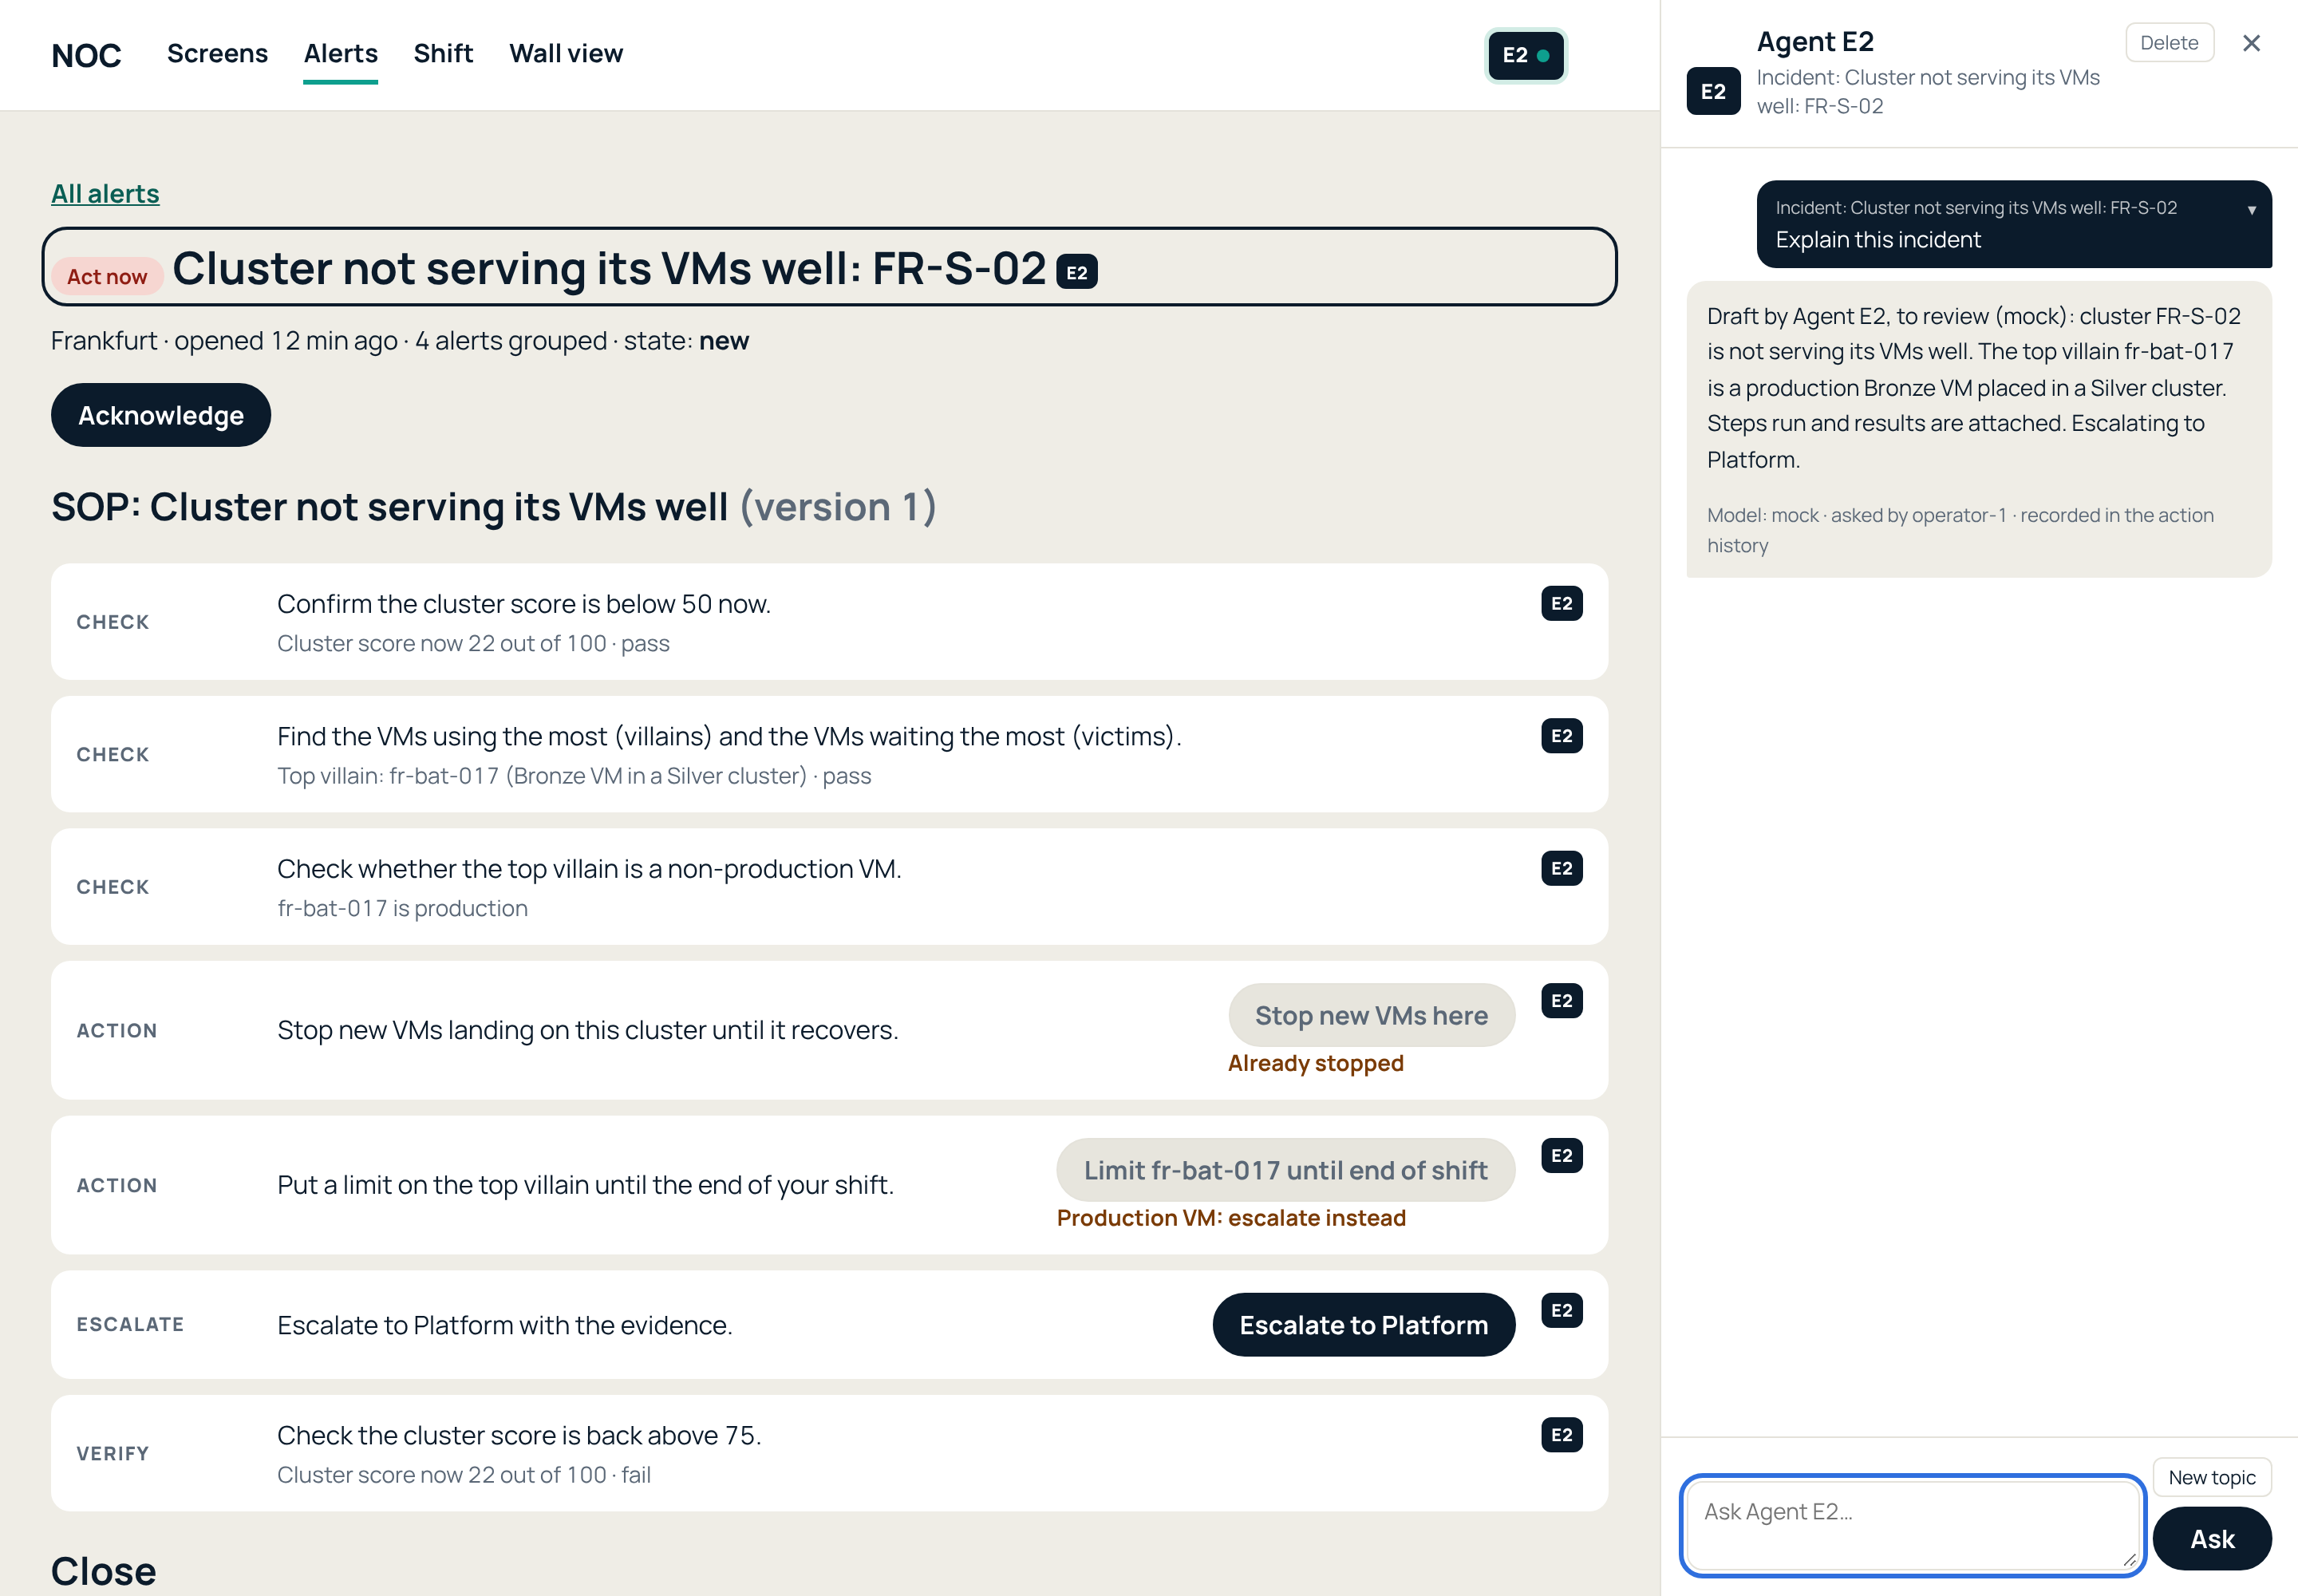 NOC Screens Alerts Shift Wall view E2
All alerts
Act now Cluster not serving its VMs well: FR-S-02 E2
Frankfurt · opened 12 min ago · 4 alerts grouped · state: new
Acknowledge
SOP: Cluster not serving its VMs well (version 1)
CHECK
Confirm the cluster score is below 50 now.
Cluster score now 22 out of 100 · pass
E2
CHECK
Find the VMs using the most (villains) and the VMs waiting the most (victims).
Top villain: fr-bat-017 (Bronze VM in a Silver cluster) · pass
E2
CHECK
Check whether the top villain is a non-production VM.
fr-bat-017 is production
E2
ACTION
Stop new VMs landing on this cluster until it recovers.
Stop new VMs here
Already stopped
E2
ACTION
Put a limit on the top villain until the end of your shift.
Limit fr-bat-017 until end of shift
Production VM: escalate instead
E2
ESCALATE
Escalate to Platform with the evidence.
Escalate to Platform
E2
VERIFY
Check the cluster score is back above 75.
Cluster score now 22 out of 100 · fail
E2
Close
E2
Agent E2
Incident: Cluster not serving its VMs
well: FR-S-02
Delete ✕
Incident: Cluster not serving its VMs well: FR-S-02 ▾
Explain this incident
Draft by Agent E2, to review (mock): cluster FR-S-02
is not serving its VMs well. The top villain fr-bat-017
is a production Bronze VM placed in a Silver cluster.
Steps run and results are attached. Escalating to
Platform.
Model: mock · asked by operator-1 · recorded in the action
history
Ask Agent E2...
New topic
Ask